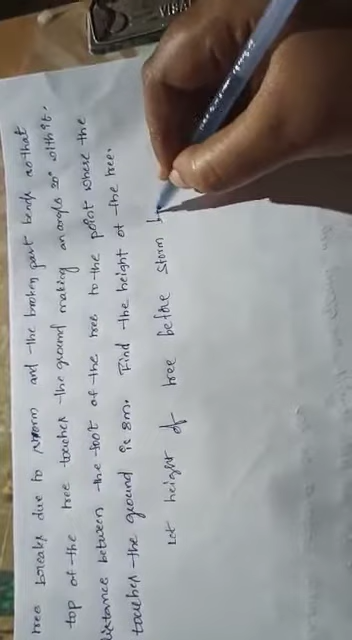 tree breaks due to storm and the broken part bends so that
top of the tree touches the ground making an angle 30° with it.
distance between the foot of the tree to the point where the
touches the ground is 8m. Find the height of the tree.
Let height of tree before storm